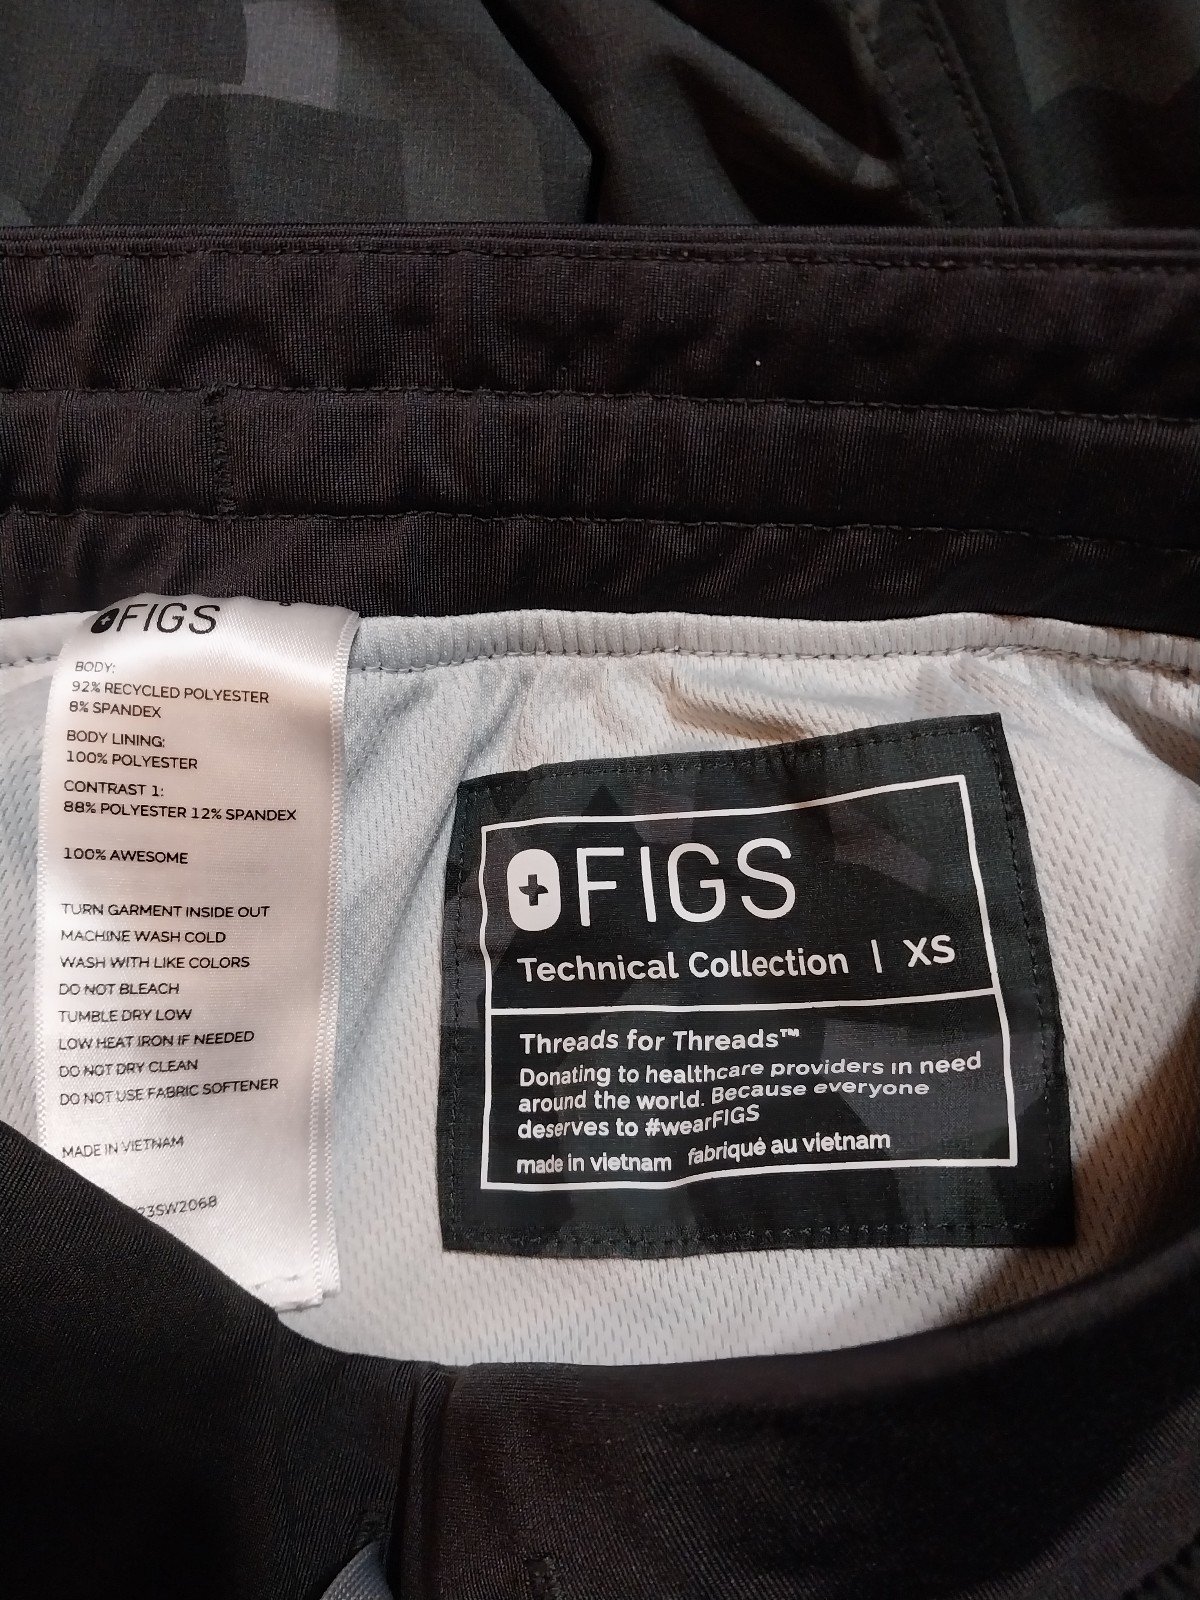 FIGS
BODY:
92% RECYCLED POLYESTER
8% SPANDEX
BODY LINING:
100% POLYESTER
CONTRAST 1:
88% POLYESTER 12% SPANDEX
100% AWESOME
TURN GARMENT INSIDE OUT
MACHINE WASH COLD
WASH WITH LIKE COLORS
DO NOT BLEACH
TUMBLE DRY LOW
LOW HEAT IRON IF NEEDED
DO NOT DRY CLEAN
DO NOT USE FABRIC SOFTENER
MADE IN VIETNAM
23SW2068
FIGS
Technical Collection | XS
Threads for Threads™
Donating to healthcare providers in need
around the world. Because everyone
deserves to #wearFIGS
made in vietnam fabriqué au vietnam